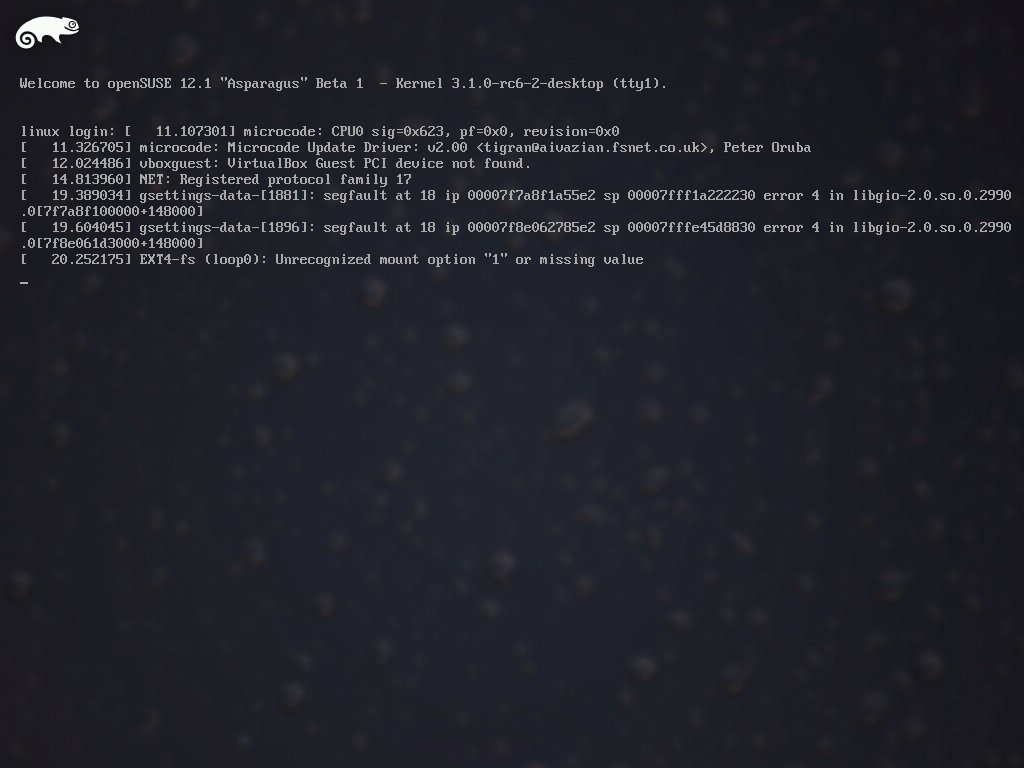 Welcome to openSUSE 12.1 "Asparagus" Beta 1  - Kernel 3.1.0-rc6-2-desktop (tty1).
linux login: [   11.107301] microcode: CPU0 sig=0x623, pf=0x0, revision=0x0
[   11.326705] microcode: Microcode Update Driver: v2.00 <tigran@aivazian.fsnet.co.uk>, Peter Oruba
[   12.024486] vboxguest: VirtualBox Guest PCI device not found.
[   14.813960] NET: Registered protocol family 17
[   19.389034] gsettings-data-[1881]: segfault at 18 ip 00007f7a8f1a55e2 sp 00007fff1a222230 error 4 in libgio-2.0.so.0.2990
.0[7f7a8f100000+148000]
[   19.604045] gsettings-data-[1896]: segfault at 18 ip 00007f8e062785e2 sp 00007fffe45d8830 error 4 in libgio-2.0.so.0.2990
.0[7f8e061d3000+148000]
[   20.252175] EXT4-fs (loop0): Unrecognized mount option "1" or missing value
_